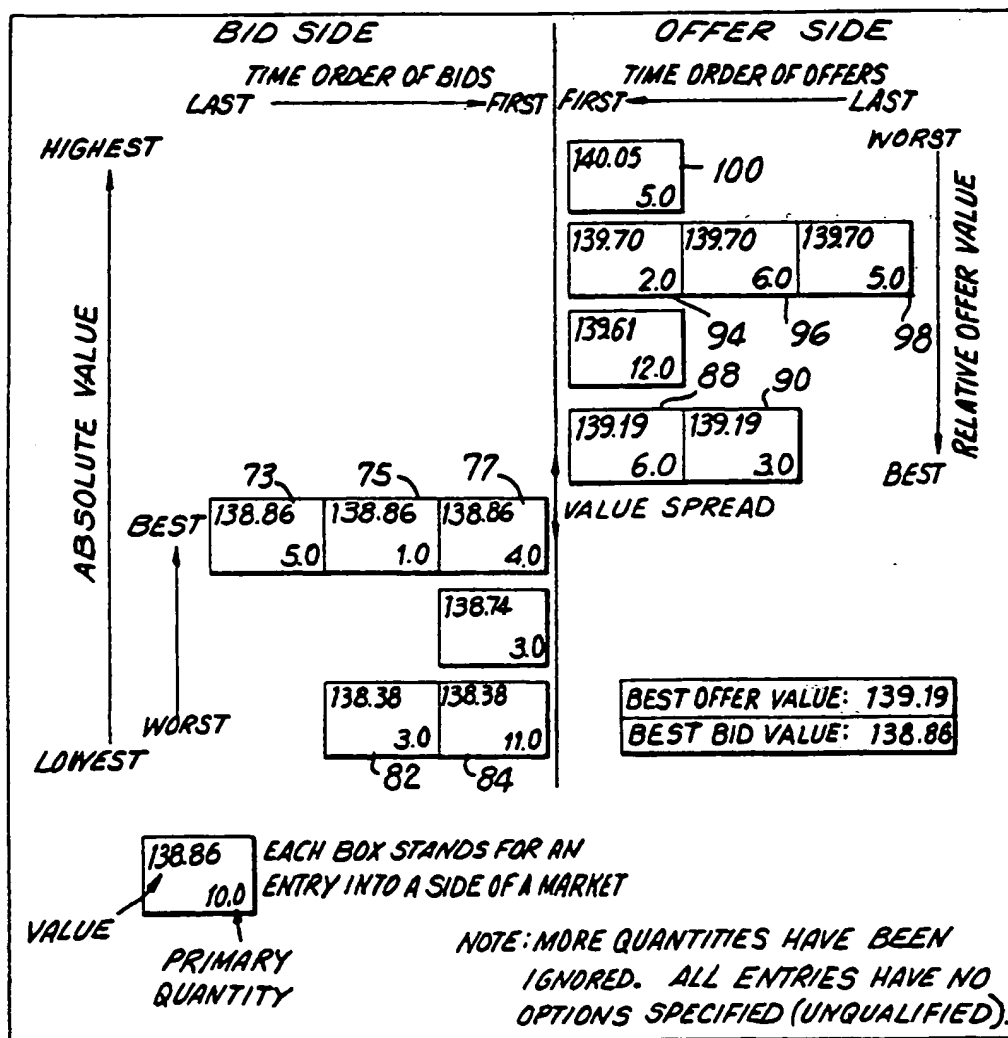 BID SIDE
OFFER SIDE
TIME ORDER OF BIDS
TIME ORDER OF OFFERS
LAST FIRST
FIRST LAST
HIGHEST
WORST
ABSOLUTE VALUE
RELATIVE OFFER VALUE
140.05
5.0
100
139.70 139.70 139.70
2.0 6.0 5.0
94 96 98
139.61
12.0
88 90
139.19 139.19
6.0 3.0
BEST
VALUE SPREAD
73 75 77
BEST
138.86 138.86 138.86
5.0 1.0 4.0
138.74
3.0
138.38 138.38
3.0 11.0
WORST
LOWEST
82 84
BEST OFFER VALUE: 139.19
BEST BID VALUE: 138.86
138.86
10.0
EACH BOX STANDS FOR AN
ENTRY INTO A SIDE OF A MARKET
VALUE
PRIMARY
QUANTITY
NOTE: MORE QUANTITIES HAVE BEEN
IGNORED. ALL ENTRIES HAVE NO
OPTIONS SPECIFIED (UNQUALIFIED).